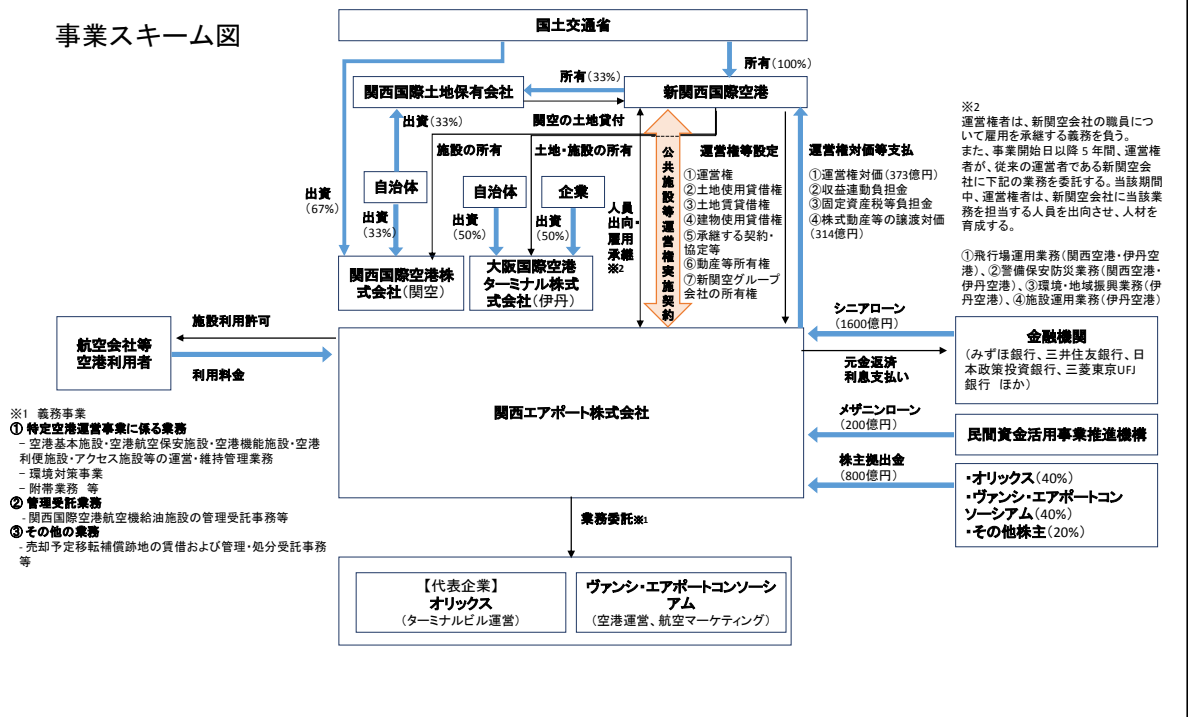 事業スキーム図
国土交通省
所有(100%)
所有(33%)
関西国際土地保有会社
新関西国際空港
出資(33%)
関空の土地貸付
施設の所有
土地・施設の所有
自治体
自治体
企業
出資
(67%)
出資
(33%)
出資
(50%)
出資
(50%)
関西国際空港株
式会社(関空)
大阪国際空港
ターミナル株式
会社(伊丹)
人員
出向・
雇用
承継
※2
公共施設等運営権実施契約
運営権等設定
①運営権
②土地使用貸借権
③土地賃貸借権
④建物使用貸借権
⑤承継する契約・
協定等
⑥動産等所有権
⑦新関空グループ
会社の所有権
運営権対価等支払
①運営権対価(373億円)
②収益連動負担金
③固定資産税等負担金
④株式動産等の譲渡対価
(314億円)
※2
運営権者は、新関空会社の職員につ
いて雇用を承継する義務を負う。
また、事業開始日以降５年間、運営権
者が、従来の運営者である新関空会
社に下記の業務を委託する。当該期間
中、運営権者は、新関空会社に当該業
務を担当する人員を出向させ、人材を
育成する。
①飛行場運用業務(関西空港・伊丹空
港)、②警備保安防災業務(関西空港・
伊丹空港)、③環境・地域振興業務(伊
丹空港)、④施設運用業務(伊丹空港)
航空会社等
空港利用者
施設利用許可
利用料金
関西エアポート株式会社
シニアローン
(1600億円)
元金返済
利息支払い
金融機関
(みずほ銀行、三井住友銀行、日
本政策投資銀行、三菱東京UFJ
銀行 ほか)
メザニンローン
(200億円)
民間資金活用事業推進機構
株主拠出金
(800億円)
・オリックス(40%)
・ヴァンシ・エアポートコン
ソーシアム(40%)
・その他株主(20%)
※1 義務事業
① 特定空港運営事業に係る業務
- 空港基本施設・空港航空保安施設・空港機能施設・空港
利便施設・アクセス施設等の運営・維持管理業務
- 環境対策事業
- 附帯業務 等
② 管理受託業務
- 関西国際空港航空機給油施設の管理受託事務等
③ その他の業務
- 売却予定移転補償跡地の賃借および管理・処分受託事務
等
業務委託※1
【代表企業】
オリックス
(ターミナルビル運営)
ヴァンシ・エアポートコンソーシ
アム
(空港運営、航空マーケティング)